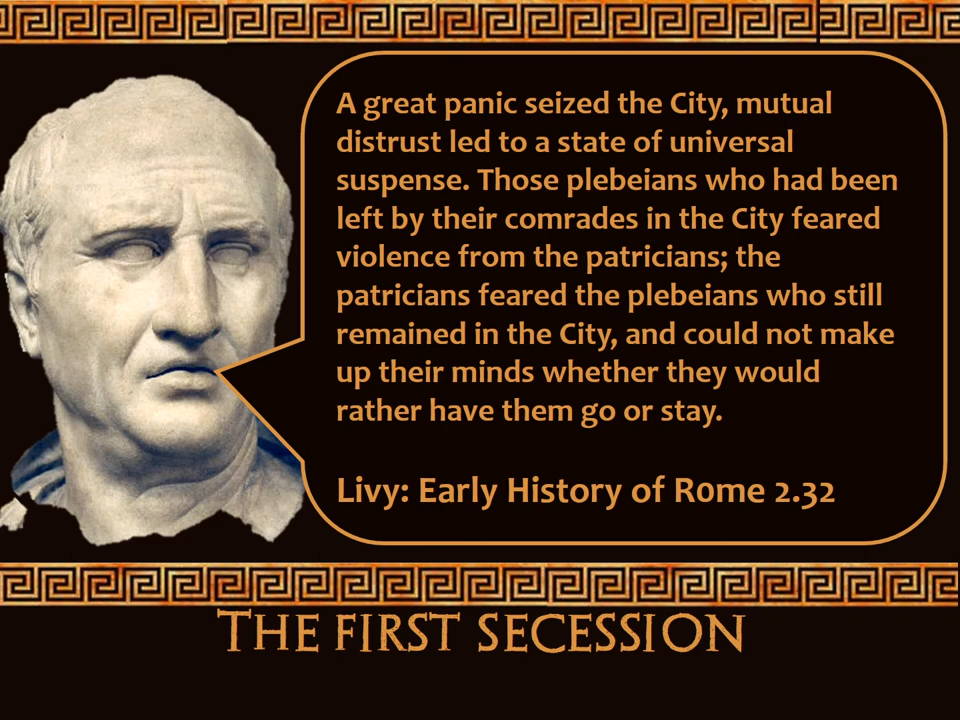 A great panic seized the City, mutual
distrust led to a state of universal
suspense. Those plebeians who had been
left by their comrades in the City feared
violence from the patricians; the
patricians feared the plebeians who still
remained in the City, and could not make
up their minds whether they would
rather have them go or stay.
Livy: Early History of R0me 2.32
The first secession